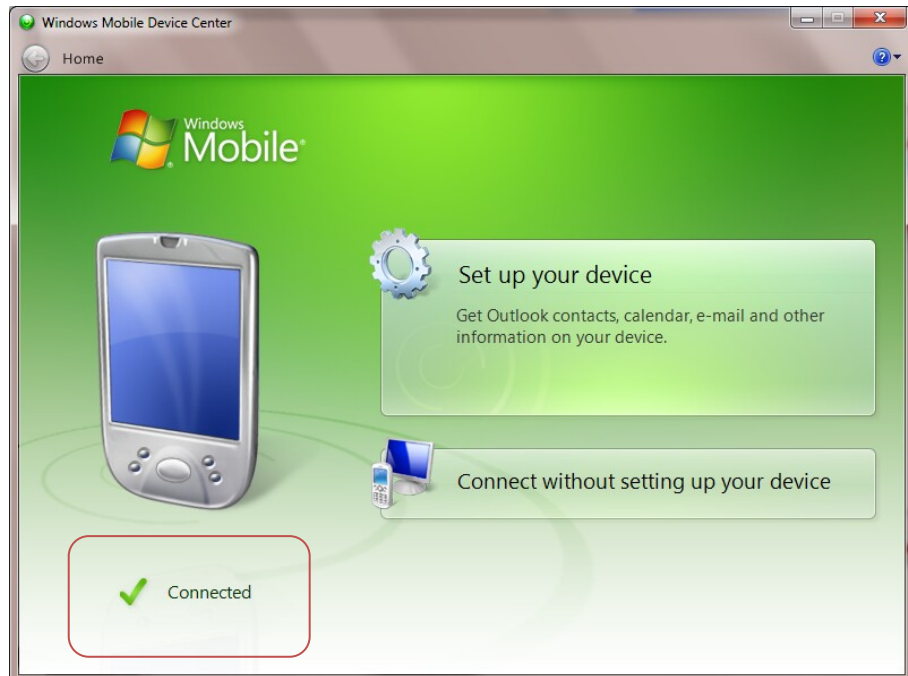 Windows Mobile Device Center
Home
Windows
Mobile®
Set up your device
Get Outlook contacts, calendar, e-mail and other
information on your device.
Connect without setting up your device
Connected